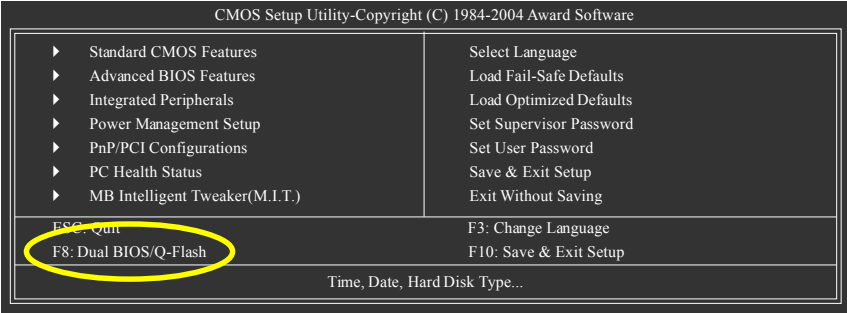 CMOS Setup Utility-Copyright (C) 1984-2004 Award Software
Standard CMOS Features
Advanced BIOS Features
Integrated Peripherals
Power Management Setup
PnP/PCI Configurations
PC Health Status
MB Intelligent Tweaker(M.I.T.)
Select Language
Load Fail-Safe Defaults
Load Optimized Defaults
Set Supervisor Password
Set User Password
Save & Exit Setup
Exit Without Saving
ESC: Quit
F8: Dual BIOS/Q-Flash
F3: Change Language
F10: Save & Exit Setup
Time, Date, Hard Disk Type...